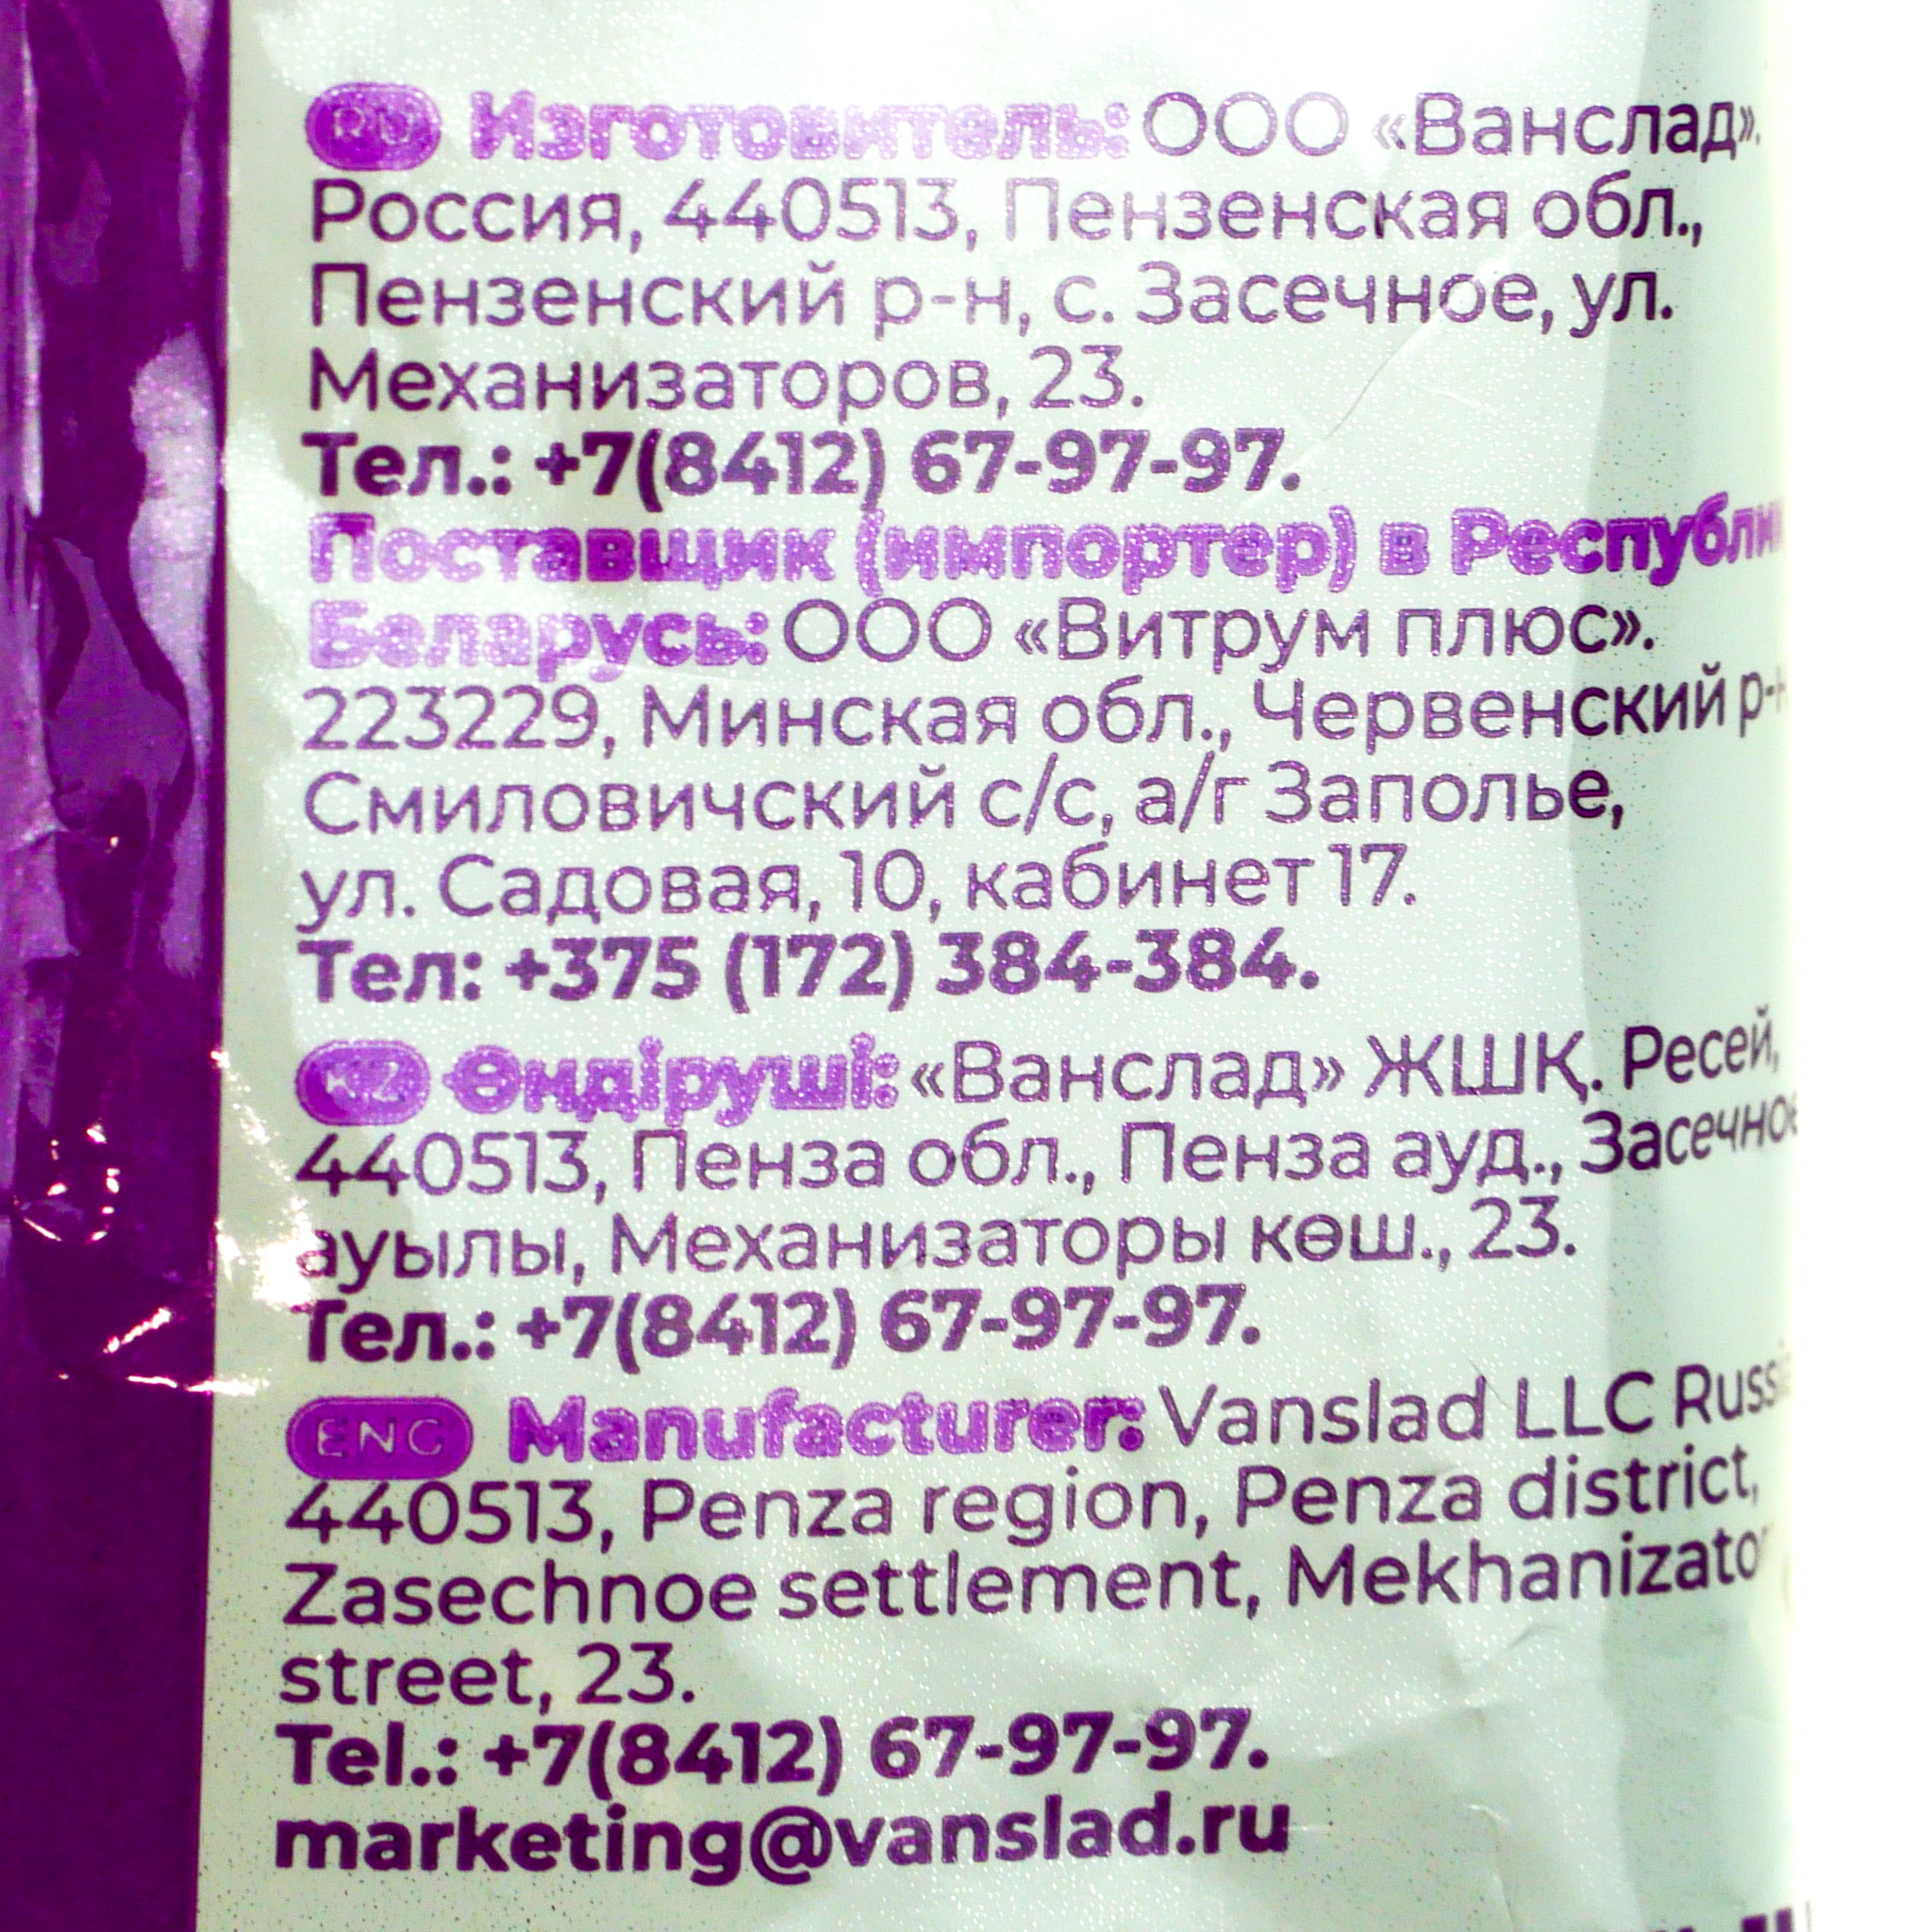 RU Изготовитель: ООО «Ванслад».
Россия, 440513, Пензенская обл.,
Пензенский р-н, с. Засечное, ул.
Механизаторов, 23.
Тел.: +7(8412) 67-97-97.
Поставщик (импортер) в
Беларусь: ООО «Витрум плюс».
223229, Минская обл., Червенский
Смиловичский с/с, а/г Заполье,
ул. Садовая, 10, кабинет 17.
Тел: +375 (172) 384-384.
KZ Өндіруші: «Ванслад» ЖШҚ. Ресей,
440513, Пенза обл., Пенза ауд., Засечное
ауылы, Механизаторы көш., 23.
Тел.: +7(8412) 67-97-97.
ENG Manufacturer: Vanslad LLC
440513, Penza region, Penza district,
Zasechnoe settlement,
street, 23.
Tel.: +7(8412) 67-97-97.
marketing@vanslad.ru